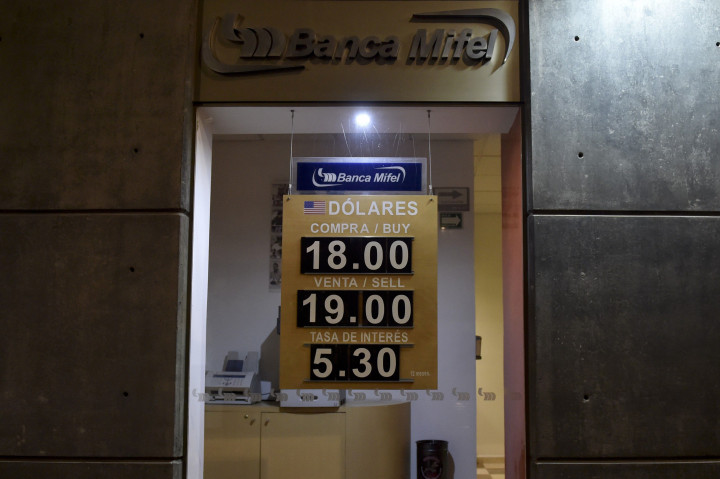 Banca Mifel
Banca Mifel
DÓLARES
COMPRA / BUY
18.00
VENTA / SELL
19.00
TASA DE INTERÉS
5.30